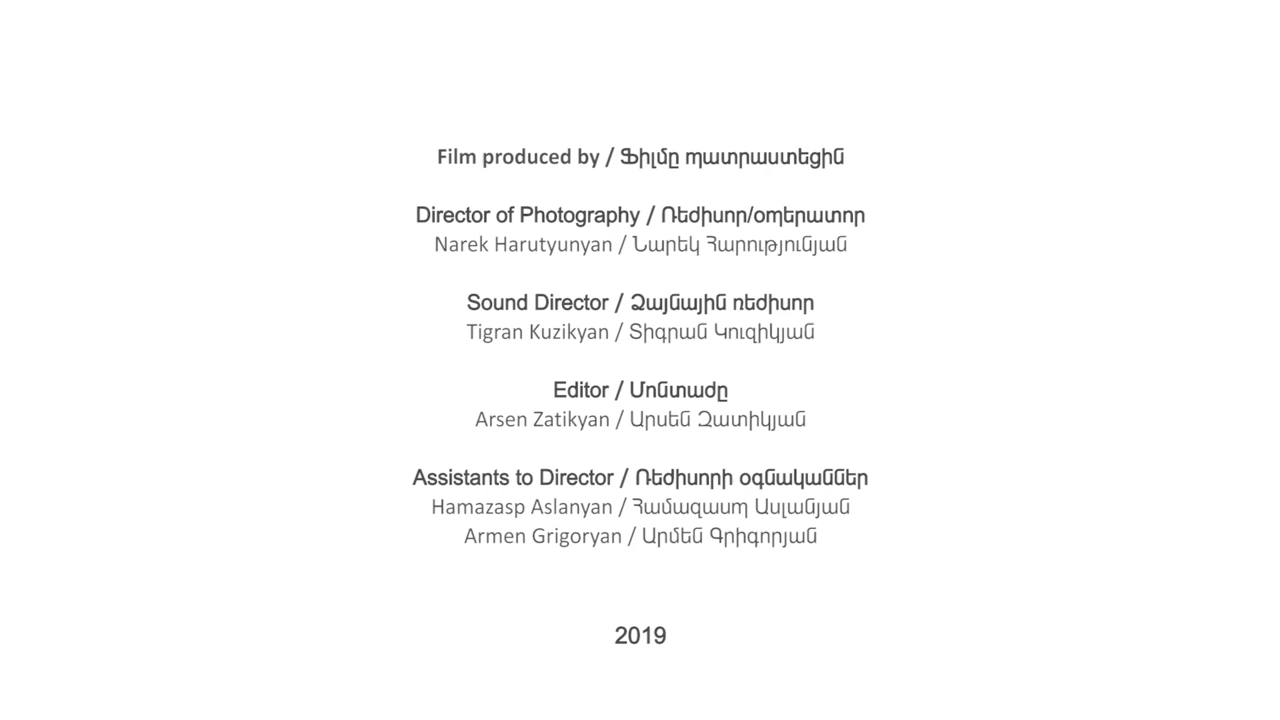 Film produced by / Ֆիլմը պատրաստեցին
Director of Photography / Ռեժիսոր/օպերատոր
Narek Harutyunyan / Նարեկ Հարությունյան
Sound Director / Ձայնային ռեժիսոր
Tigran Kuzikyan / Տիգրան Կուզիկյան
Editor / Մոնտաժը
Arsen Zatikyan / Արսեն Զատիկյան
Assistants to Director / Ռեժիսորի օգնականներ
Hamazasp Aslanyan / Համազասպ Ասլանյան
Armen Grigoryan / Արմեն Գրիգորյան
2019